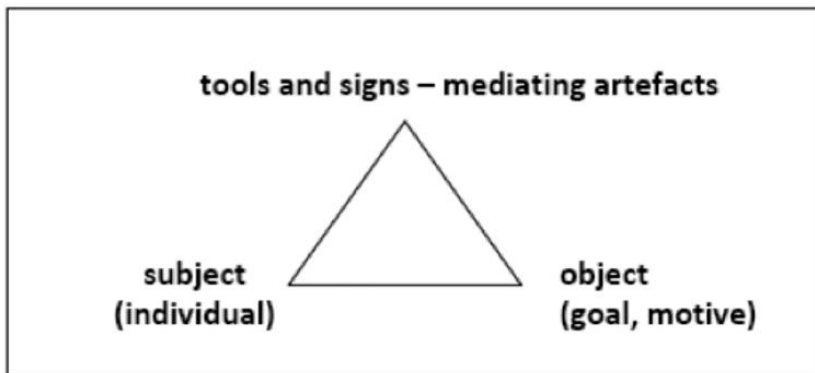 tools and signs – mediating artefacts
subject
(individual)
object
(goal, motive)